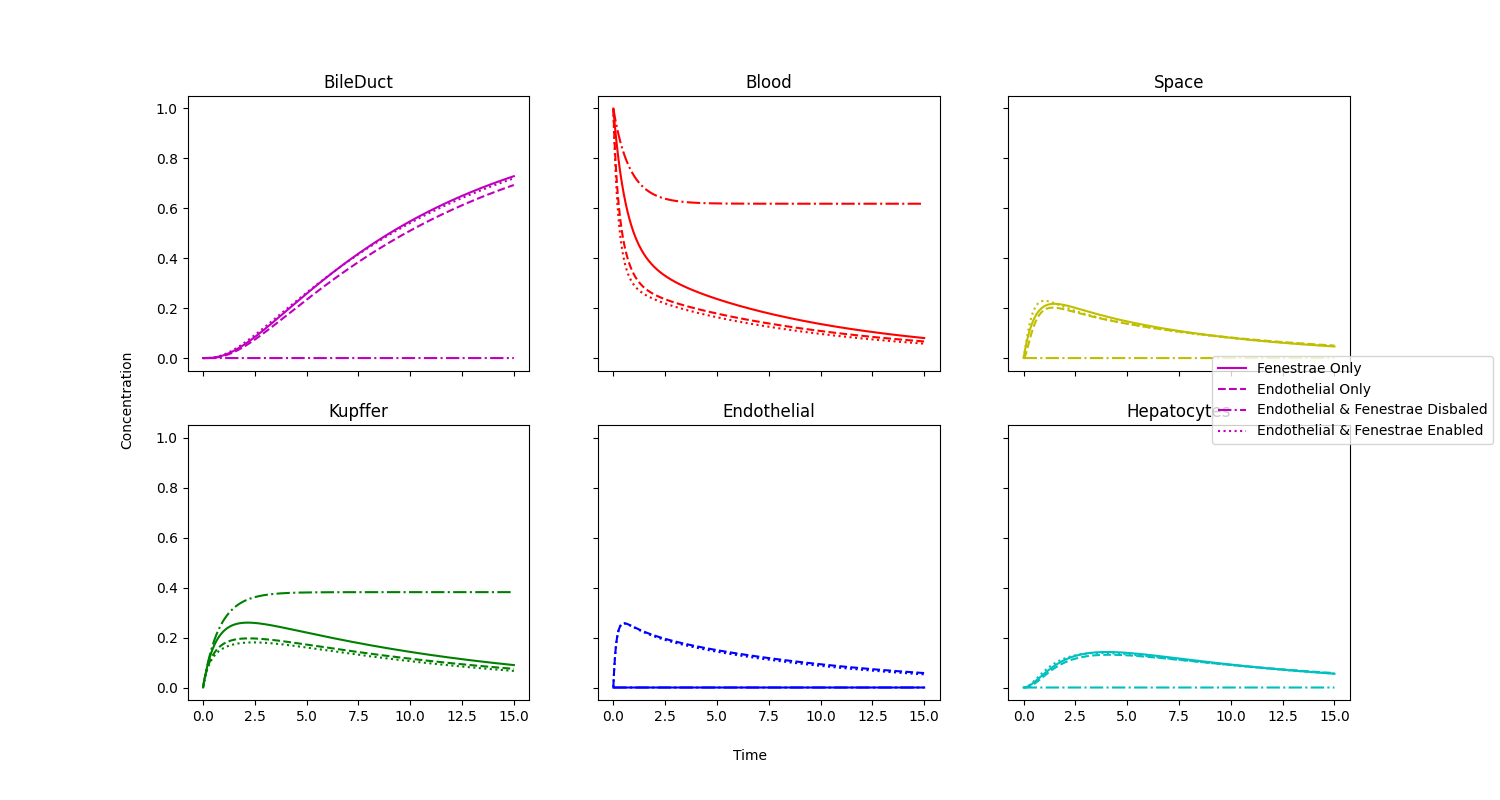 BileDuct
Blood
Space
1.0
0.8
0.6
0.4
0.2
0.0
Concentration
Fenestrae Only
Endothelial Only
Endothelial & Fenestrae Disbaled
Endothelial & Fenestrae Enabled
Kupffer
Endothelial
Hepatocytes
1.0
0.8
0.6
0.4
0.2
0.0
0.0 2.5 5.0 7.5 10.0 12.5 15.0
0.0 2.5 5.0 7.5 10.0 12.5 15.0
0.0 2.5 5.0 7.5 10.0 12.5 15.0
Time